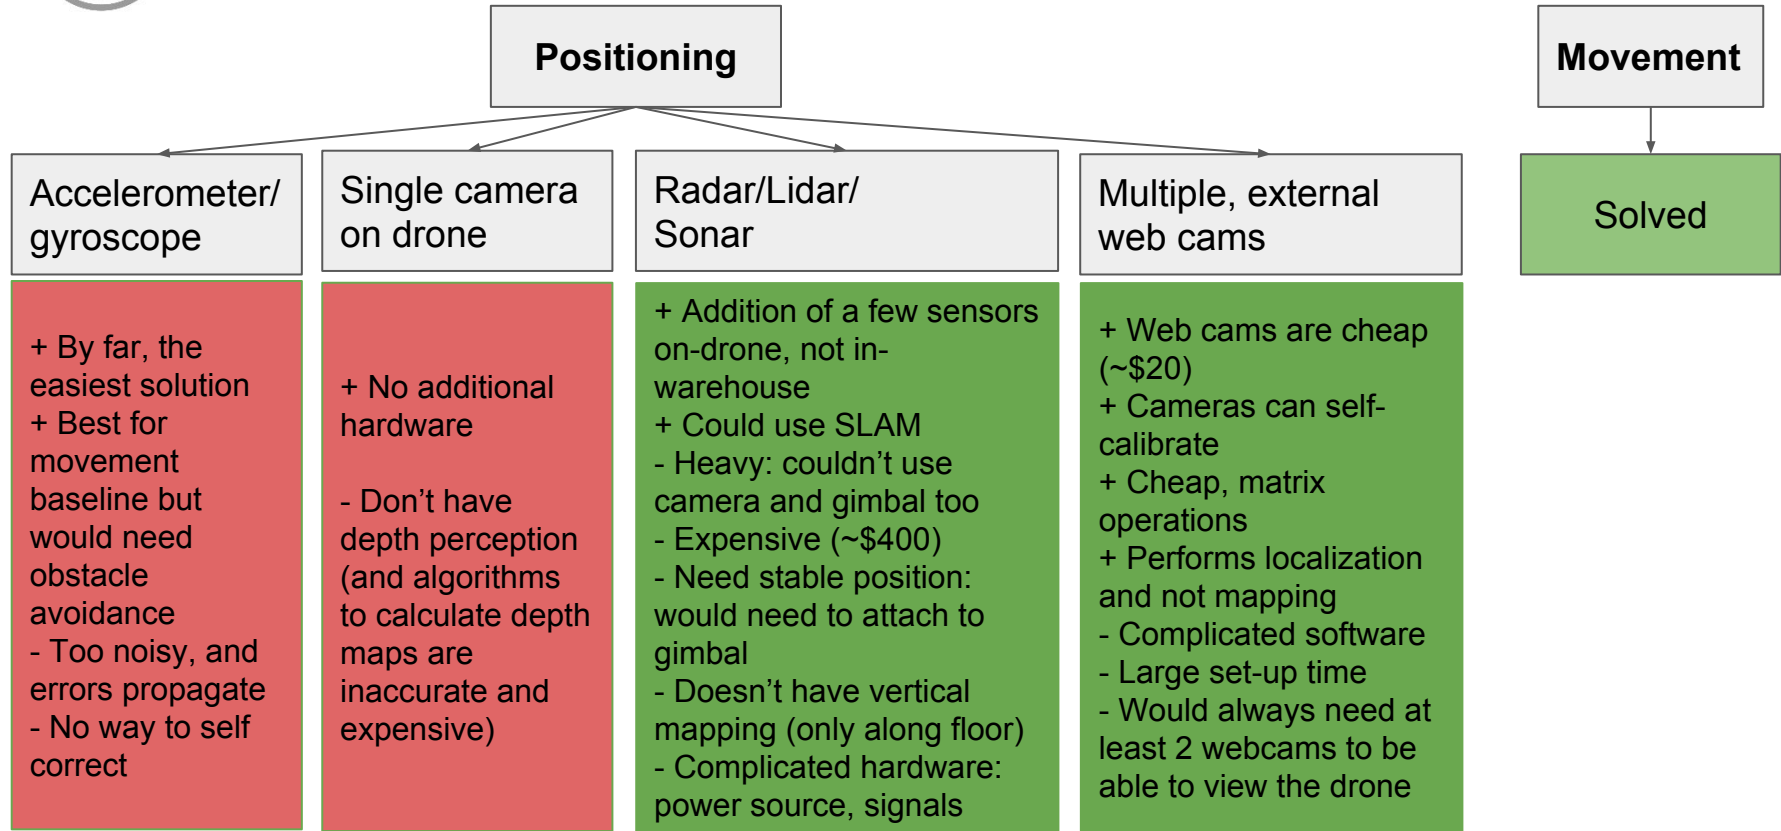 Positioning
Movement
Accelerometer/
gyroscope
Single camera
on drone
Radar/Lidar/
Sonar
Multiple, external
web cams
Solved
+ By far, the
easiest solution
+ Best for
movement
baseline but
would need
obstacle
avoidance
- Too noisy, and
errors propagate
- No way to self
correct
+ No additional
hardware
- Don’t have
depth perception
(and algorithms
to calculate depth
maps are
inaccurate and
expensive)
+ Addition of a few sensors
on-drone, not in-
warehouse
+ Could use SLAM
- Heavy: couldn’t use
camera and gimbal too
- Expensive (~$400)
- Need stable position:
would need to attach to
gimbal
- Doesn’t have vertical
mapping (only along floor)
- Complicated hardware:
power source, signals
+ Web cams are cheap
(~$20)
+ Cameras can self-
calibrate
+ Cheap, matrix
operations
+ Performs localization
and not mapping
- Complicated software
- Large set-up time
- Would always need at
least 2 webcams to be
able to view the drone